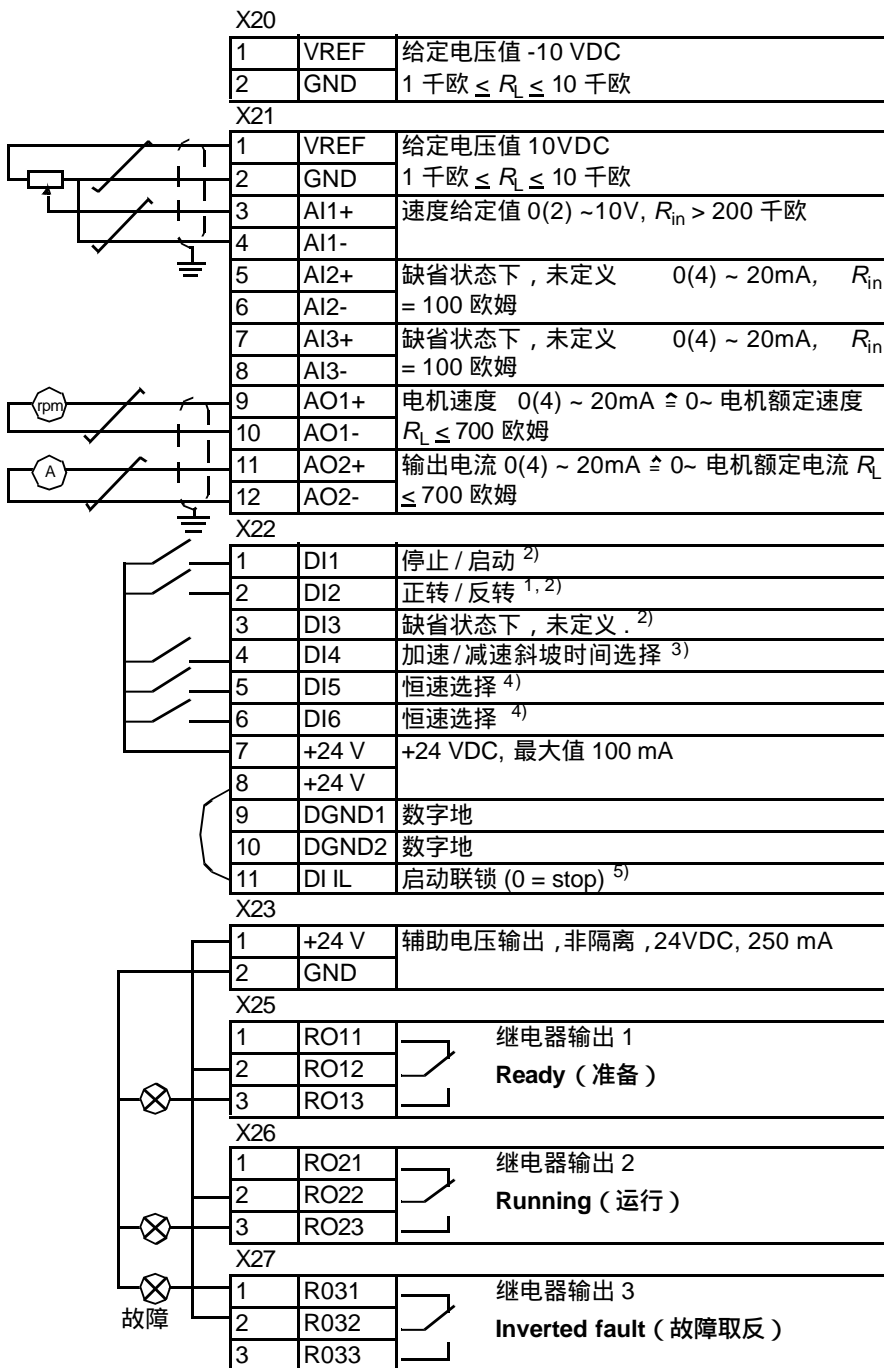 X20
1 VREF 给定电压值 -10 VDC
2 GND 1 千欧 ≤ RL ≤ 10 千欧
X21
1 VREF 给定电压值 10VDC
2 GND 1 千欧 ≤ RL ≤ 10 千欧
3 AI1+ 速度给定值 0(2) ~10V, Rin > 200 千欧
4 AI1-
5 AI2+ 缺省状态下，未定义 0(4) ~ 20mA, Rin
6 AI2- = 100 欧姆
7 AI3+ 缺省状态下，未定义 0(4) ~ 20mA, Rin
8 AI3- = 100 欧姆
rpm 9 AO1+ 电机速度 0(4) ~ 20mA ≙ 0~ 电机额定速度
10 AO1- RL ≤ 700 欧姆
A 11 AO2+ 输出电流 0(4) ~ 20mA ≙ 0~ 电机额定电流 RL
12 AO2- ≤ 700 欧姆
X22
1 DI1 停止 / 启动 2)
2 DI2 正转 / 反转 1, 2)
3 DI3 缺省状态下，未定义 . 2)
4 DI4 加速/减速斜坡时间选择 3)
5 DI5 恒速选择 4)
6 DI6 恒速选择 4)
7 +24 V +24 VDC, 最大值 100 mA
8 +24 V
9 DGND1 数字地
10 DGND2 数字地
11 DI IL 启动联锁 (0 = stop) 5)
X23
1 +24 V 辅助电压输出 ,非隔离 ,24VDC, 250 mA
2 GND
X25
1 RO11 继电器输出 1
2 RO12 Ready（准备）
3 RO13
X26
1 RO21 继电器输出 2
2 RO22 Running（运行）
3 RO23
X27
1 R031 继电器输出 3
故障 2 R032 Inverted fault（故障取反）
3 R033